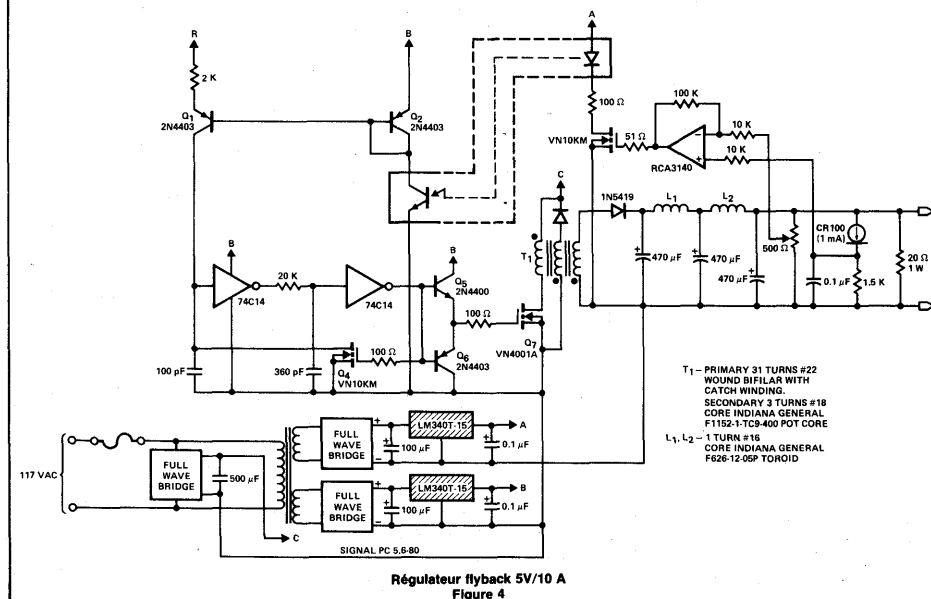 R
2 K
Q1
2N4403
B
Q2
2N4403
A
100 Ω
VN10KM
51 Ω
100 K
10 K
10 K
RCA3140
C
1N5419
L1
L2
T1
470 µF
470 µF
470 µF
500 Ω
CR100
(1 mA)
0.1 µF
1.5 K
20 Ω
1 W
B
74C14
20 K
74C14
B
Q5
2N4400
100 Ω
Q7
VN4001A
100 pF
360 pF
Q4
VN10KM
100 Ω
Q6
2N4403
T1 – PRIMARY 31 TURNS #22
WOUND BIFILAR WITH
CATCH WINDING.
SECONDARY 3 TURNS #18
CORE INDIANA GENERAL
F1152-1-TC9-400 POT CORE
L1, L2 – 1 TURN #16
CORE INDIANA GENERAL
F626-12-05P TOROID
117 VAC
FULL
WAVE
BRIDGE
500 µF
C
FULL
WAVE
BRIDGE
100 µF
LM340T-15
0.1 µF
A
FULL
WAVE
BRIDGE
100 µF
LM340T-15
0.1 µF
B
SIGNAL PC 5.6-80
Régulateur flyback 5V/10 A
Figure 4